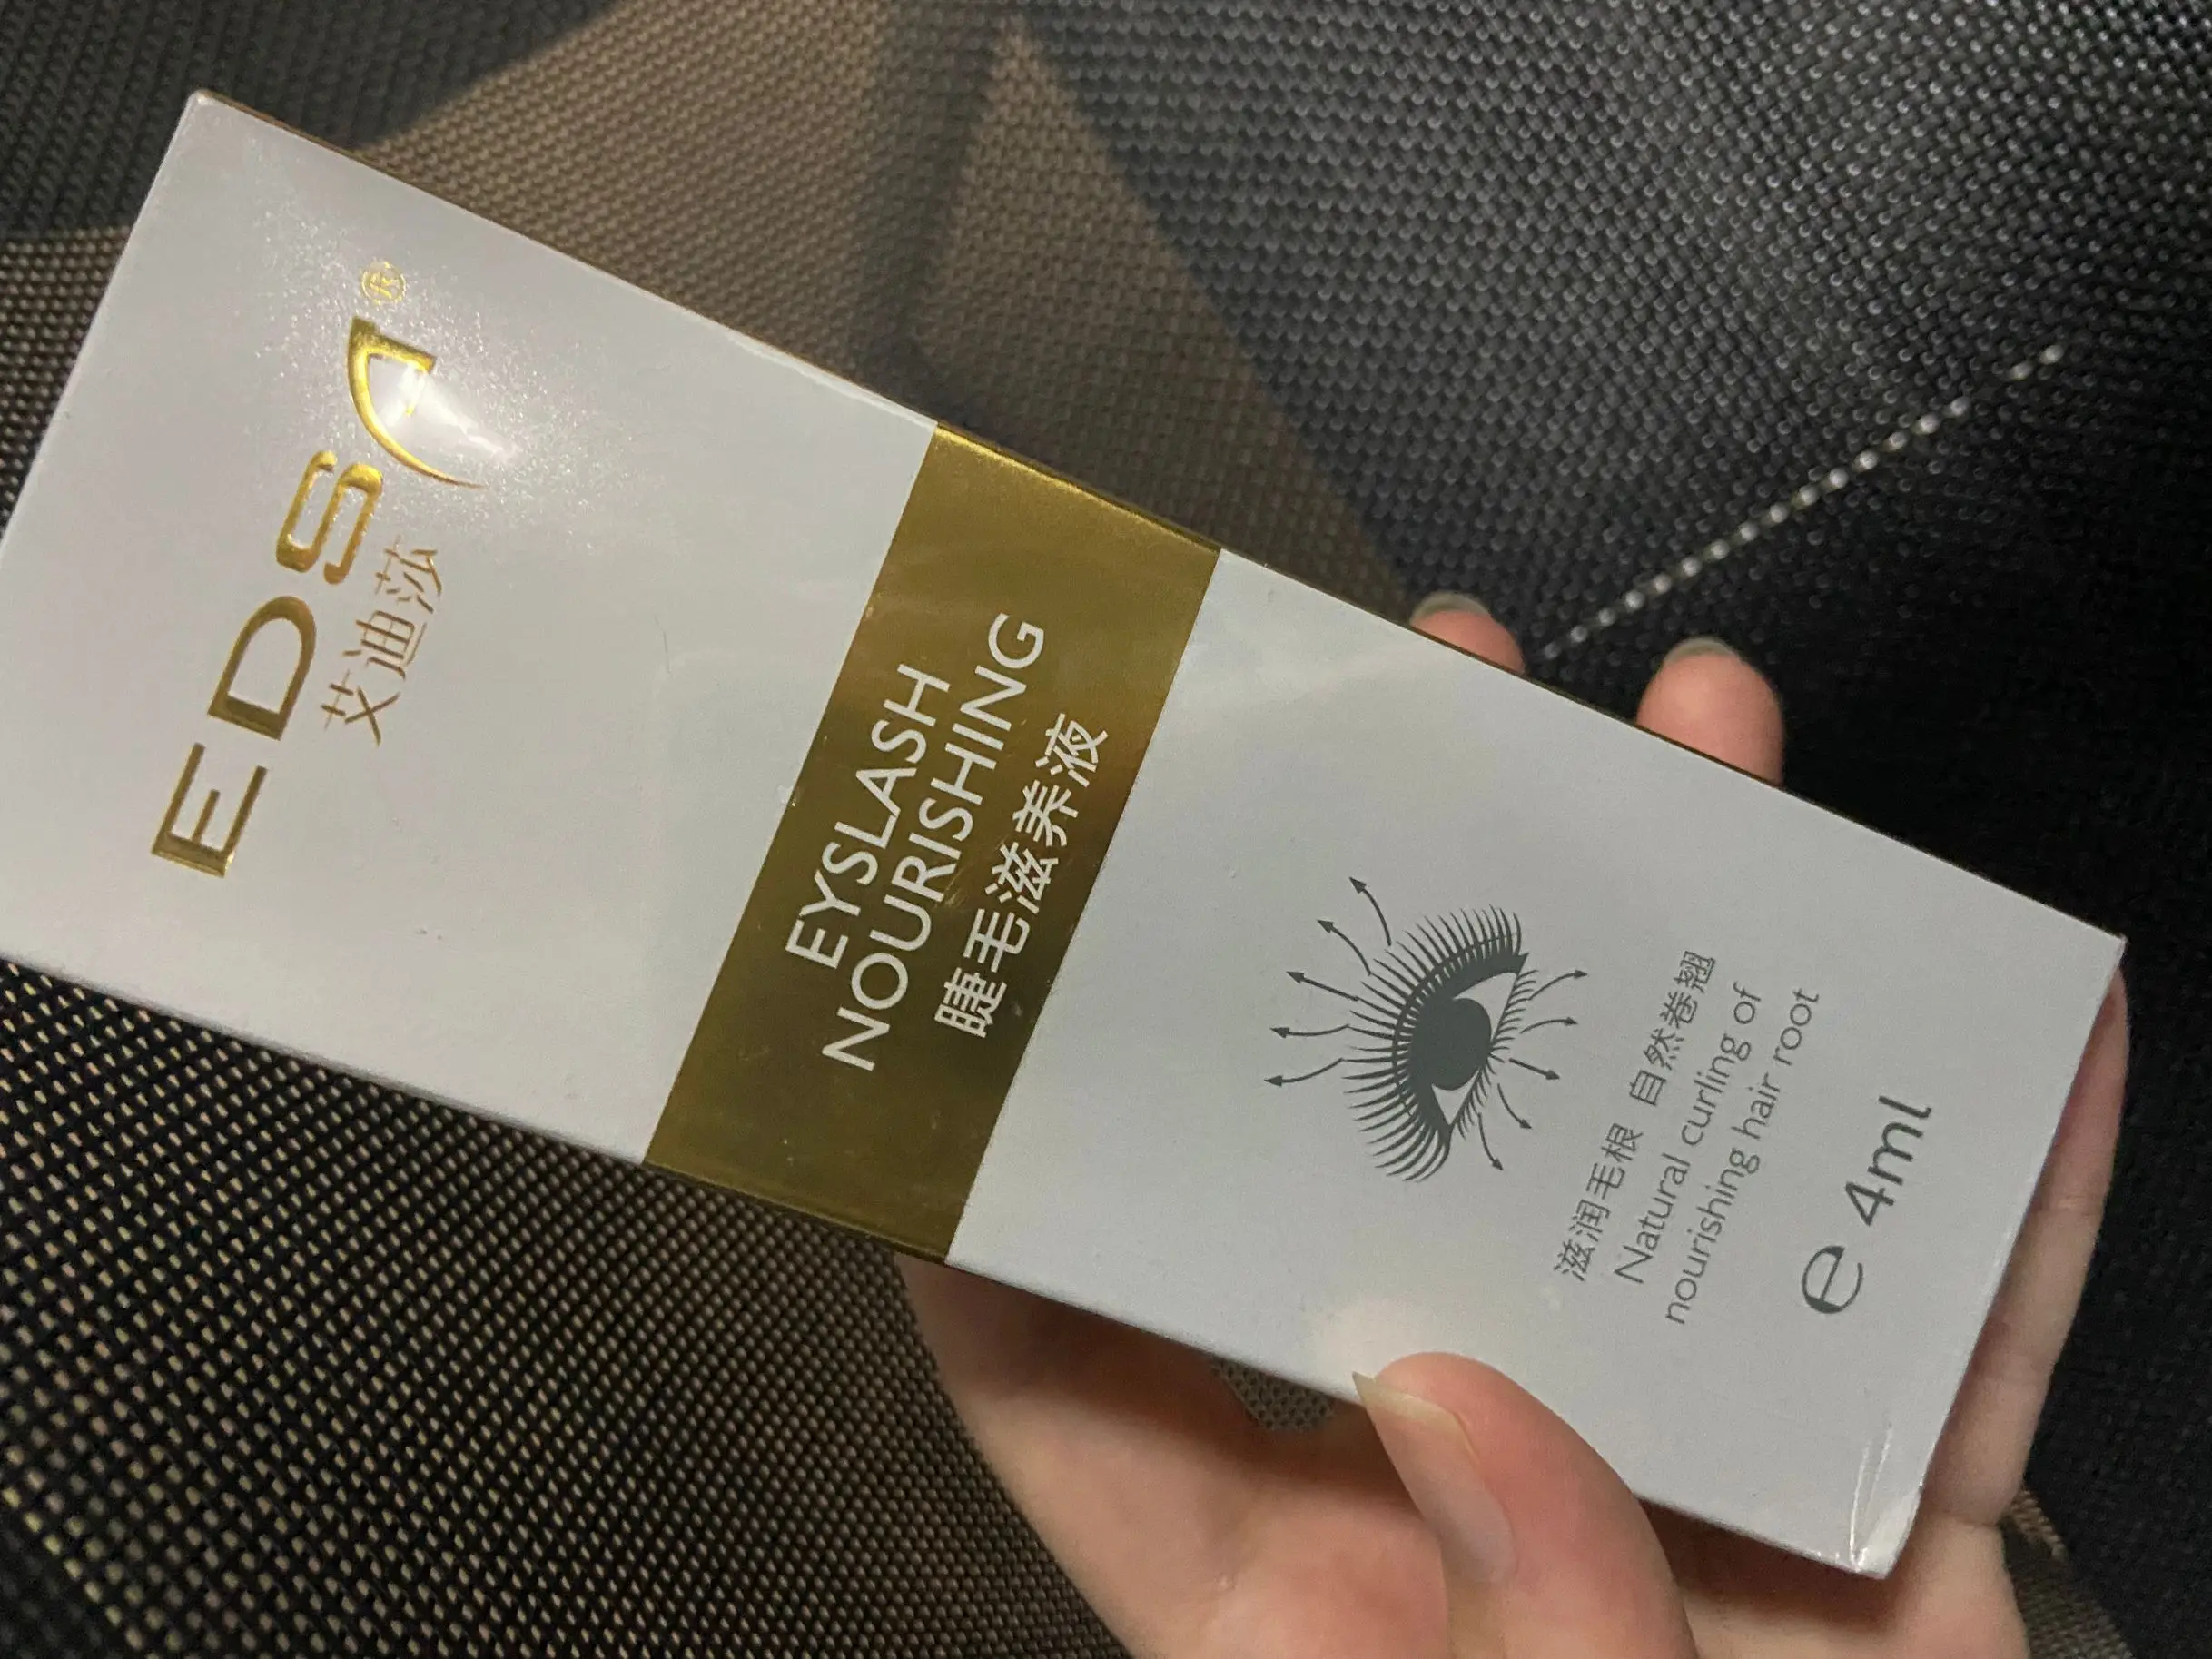 EDSA®
艾迪莎
EYSLASH
NOURISHING
睫毛滋养液
滋润毛根 自然卷翘
Natural curling of
nourishing hair root
e 4ml